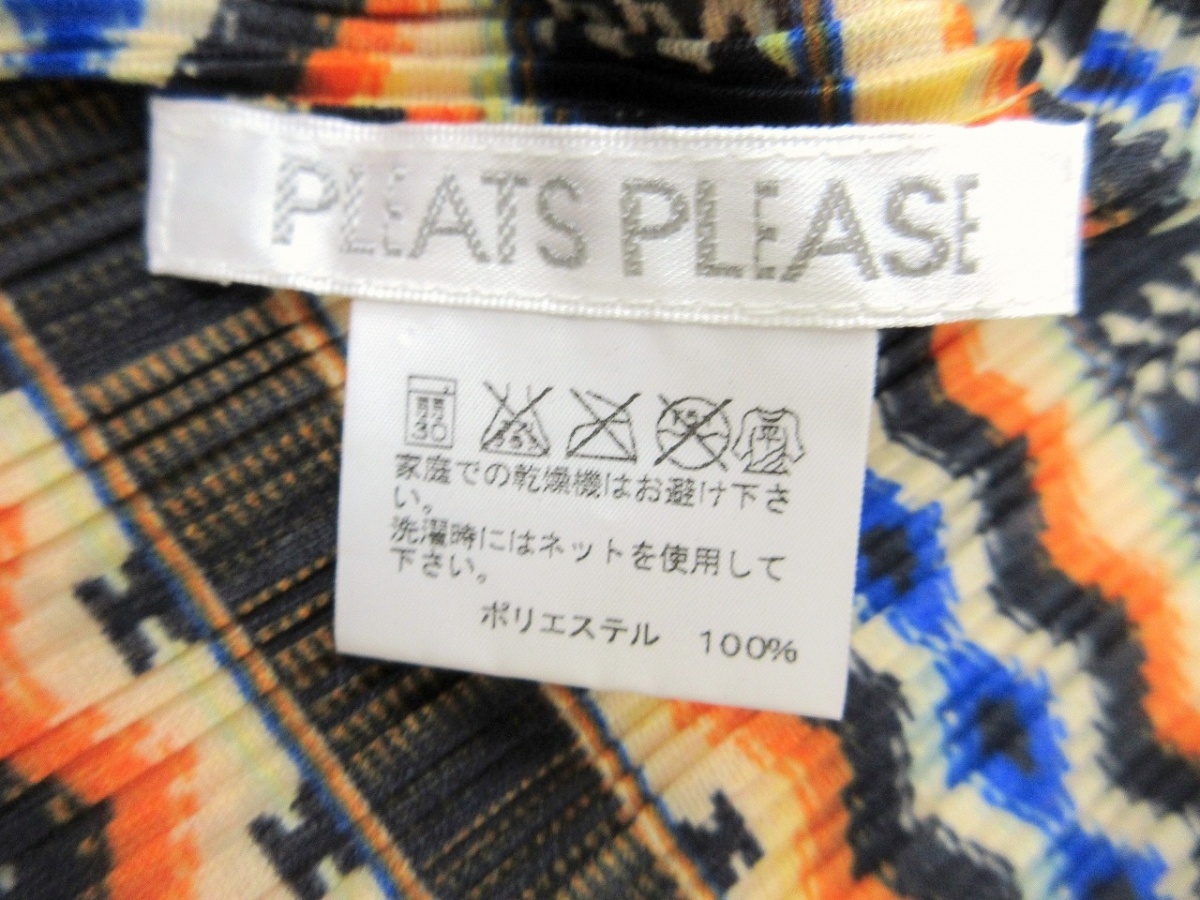 PLEATS PLEASE
弱
30
家庭での乾燥機はお避け下さ
い。
洗濯時にはネットを使用して
下さい。
ポリエステル 100%